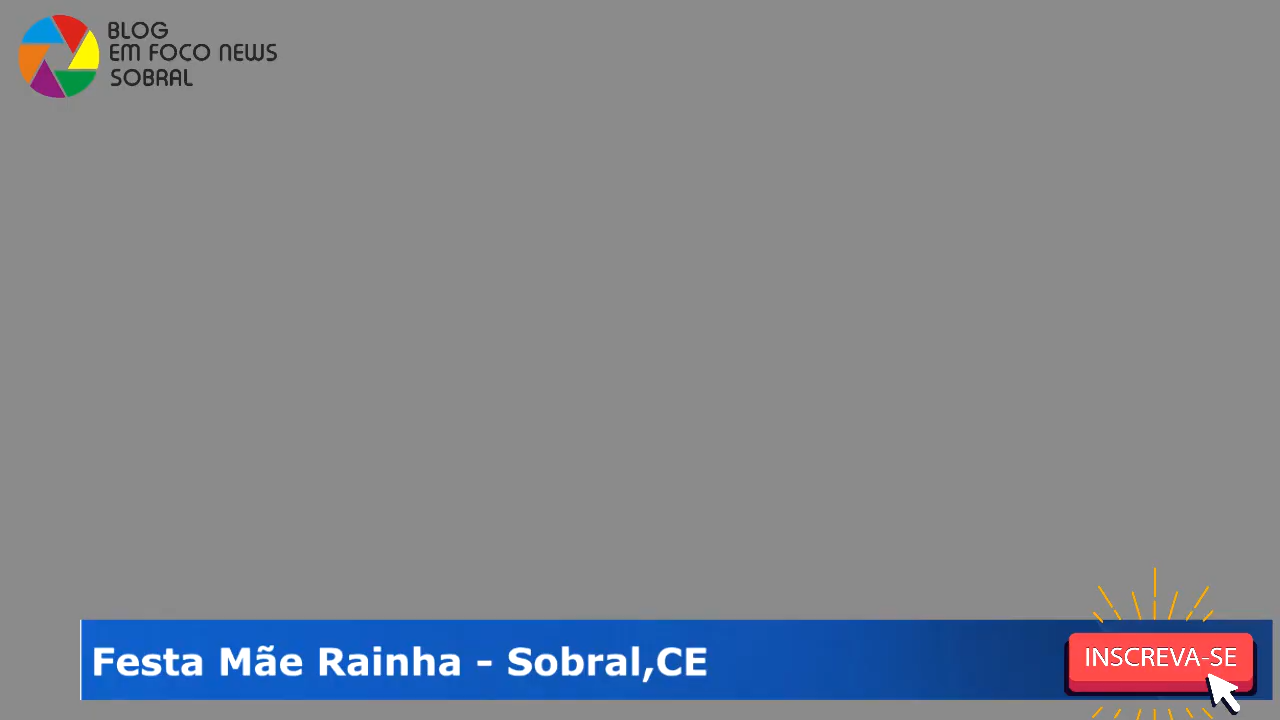 BLOG
EM FOCO NEWS
SOBRAL
Festa Mãe Rainha - Sobral,CE
INSCREVA-SE